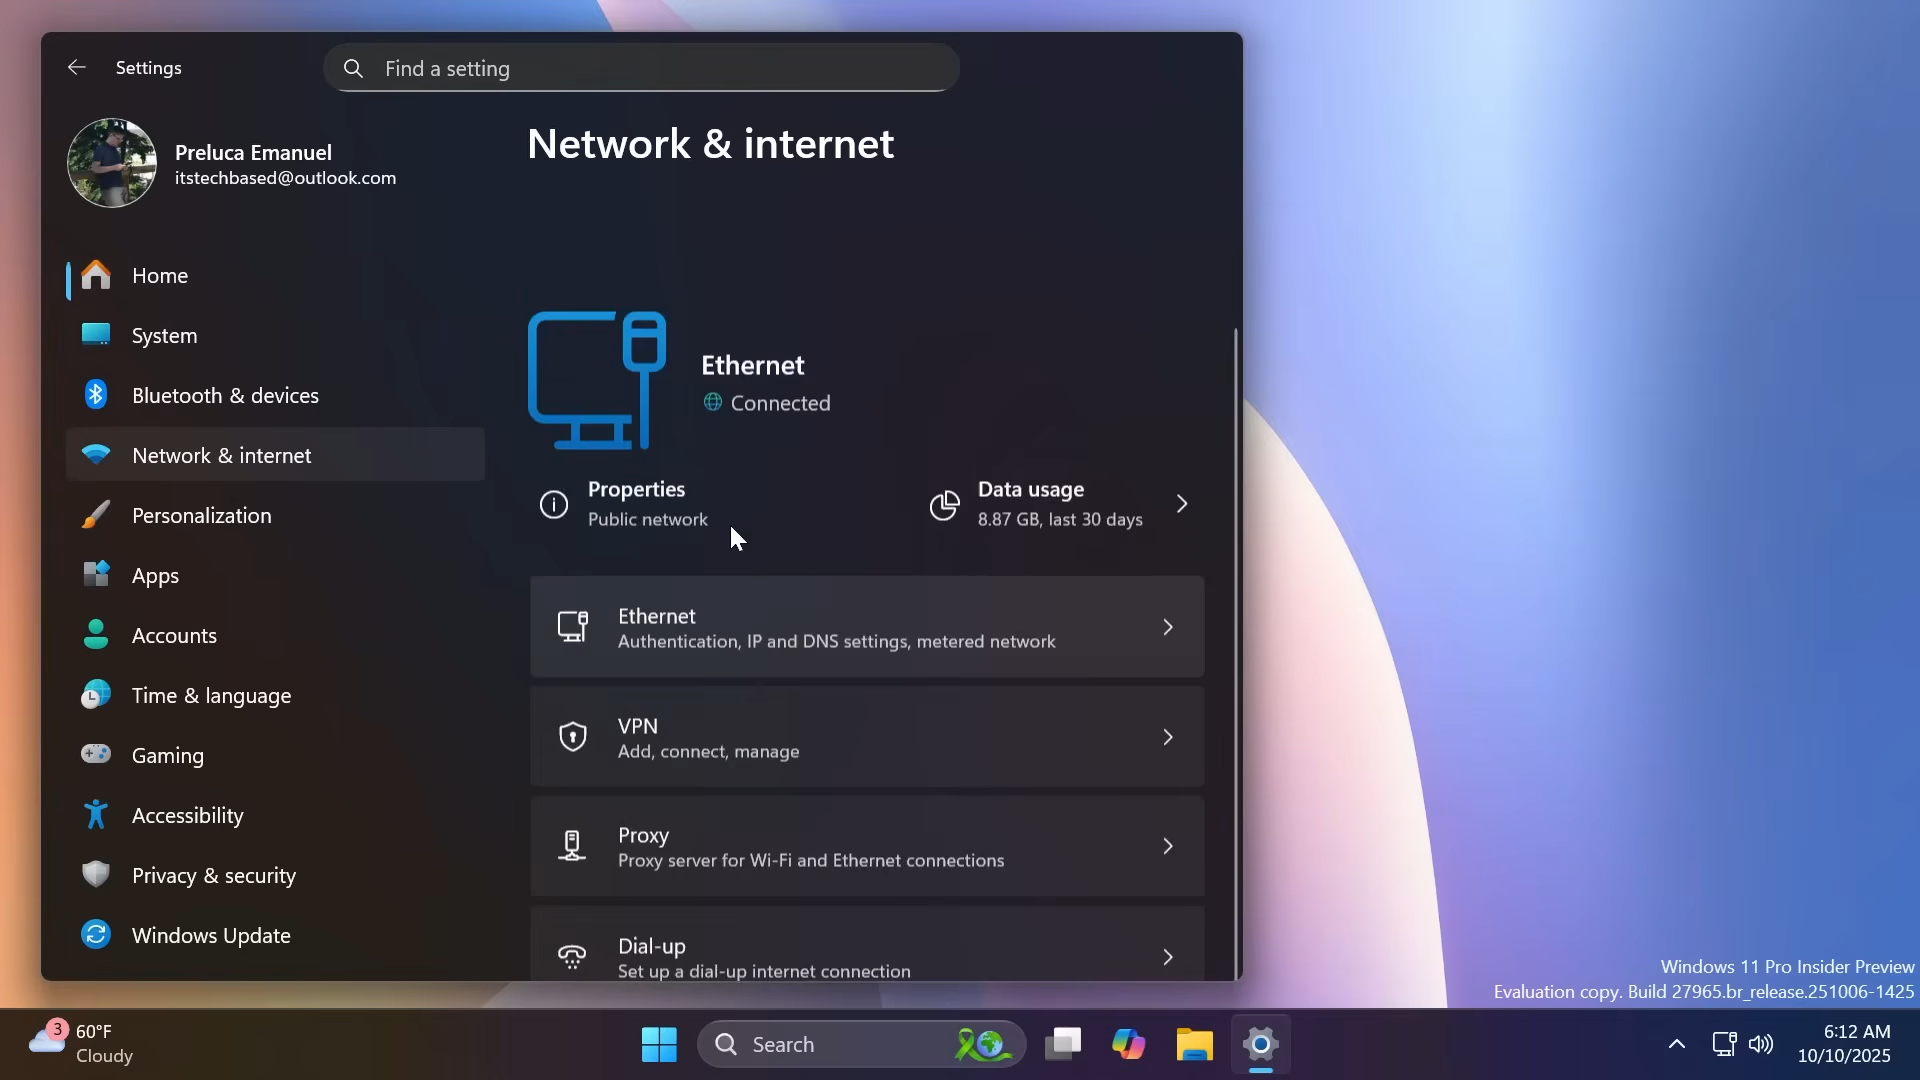 Settings
Find a setting
Preluca Emanuel
itstechbased@outlook.com
Home
System
Bluetooth & devices
Network & internet
Personalization
Apps
Accounts
Time & language
Gaming
Accessibility
Privacy & security
Windows Update
Network & internet
Ethernet
Connected
Properties
Public network
Data usage
8.87 GB, last 30 days
Ethernet
Authentication, IP and DNS settings, metered network
VPN
Add, connect, manage
Proxy
Proxy server for Wi-Fi and Ethernet connections
Dial-up
Set up a dial-up internet connection
Windows 11 Pro Insider Preview
Evaluation copy. Build 27965.br_release.251006-1425
3
60°F
Cloudy
Search
6:12 AM
10/10/2025